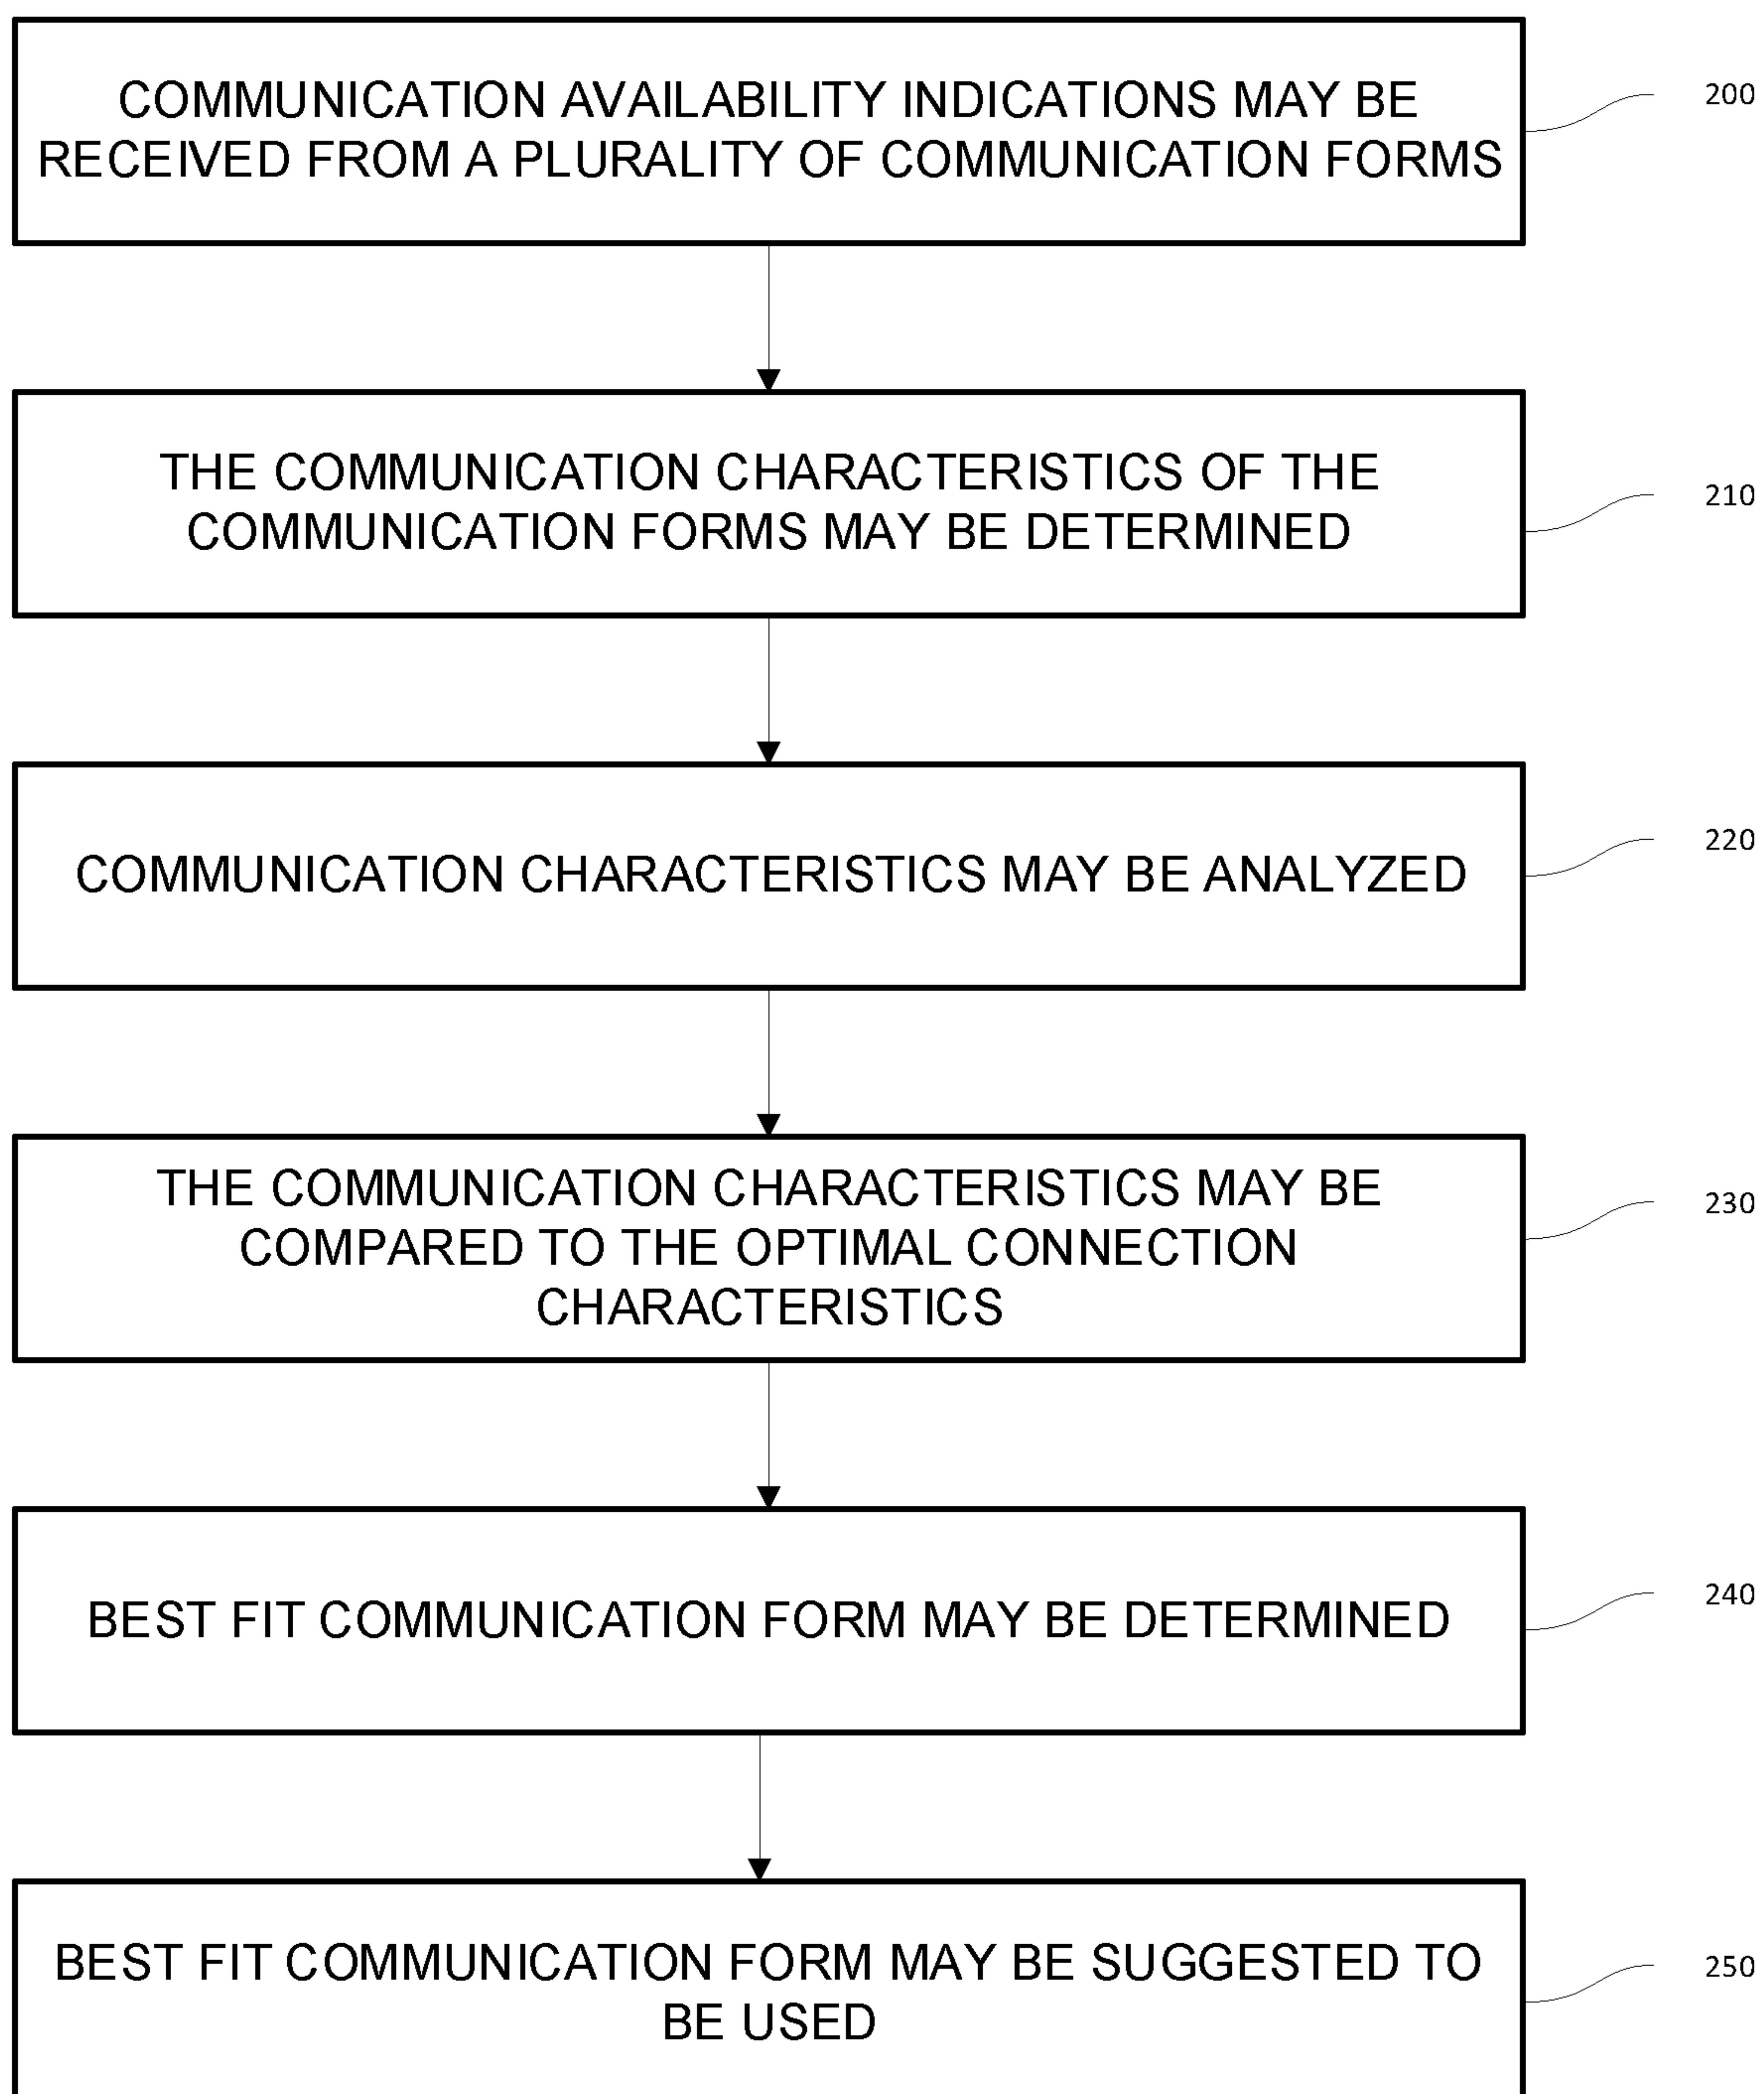 COMMUNICATION AVAILABILITY INDICATIONS MAY BE
RECEIVED FROM A PLURALITY OF COMMUNICATION FORMS
200
THE COMMUNICATION CHARACTERISTICS OF THE
COMMUNICATION FORMS MAY BE DETERMINED
210
COMMUNICATION CHARACTERISTICS MAY BE ANALYZED
220
THE COMMUNICATION CHARACTERISTICS MAY BE
COMPARED TO THE OPTIMAL CONNECTION
CHARACTERISTICS
230
BEST FIT COMMUNICATION FORM MAY BE DETERMINED
240
BEST FIT COMMUNICATION FORM MAY BE SUGGESTED TO
BE USED
250